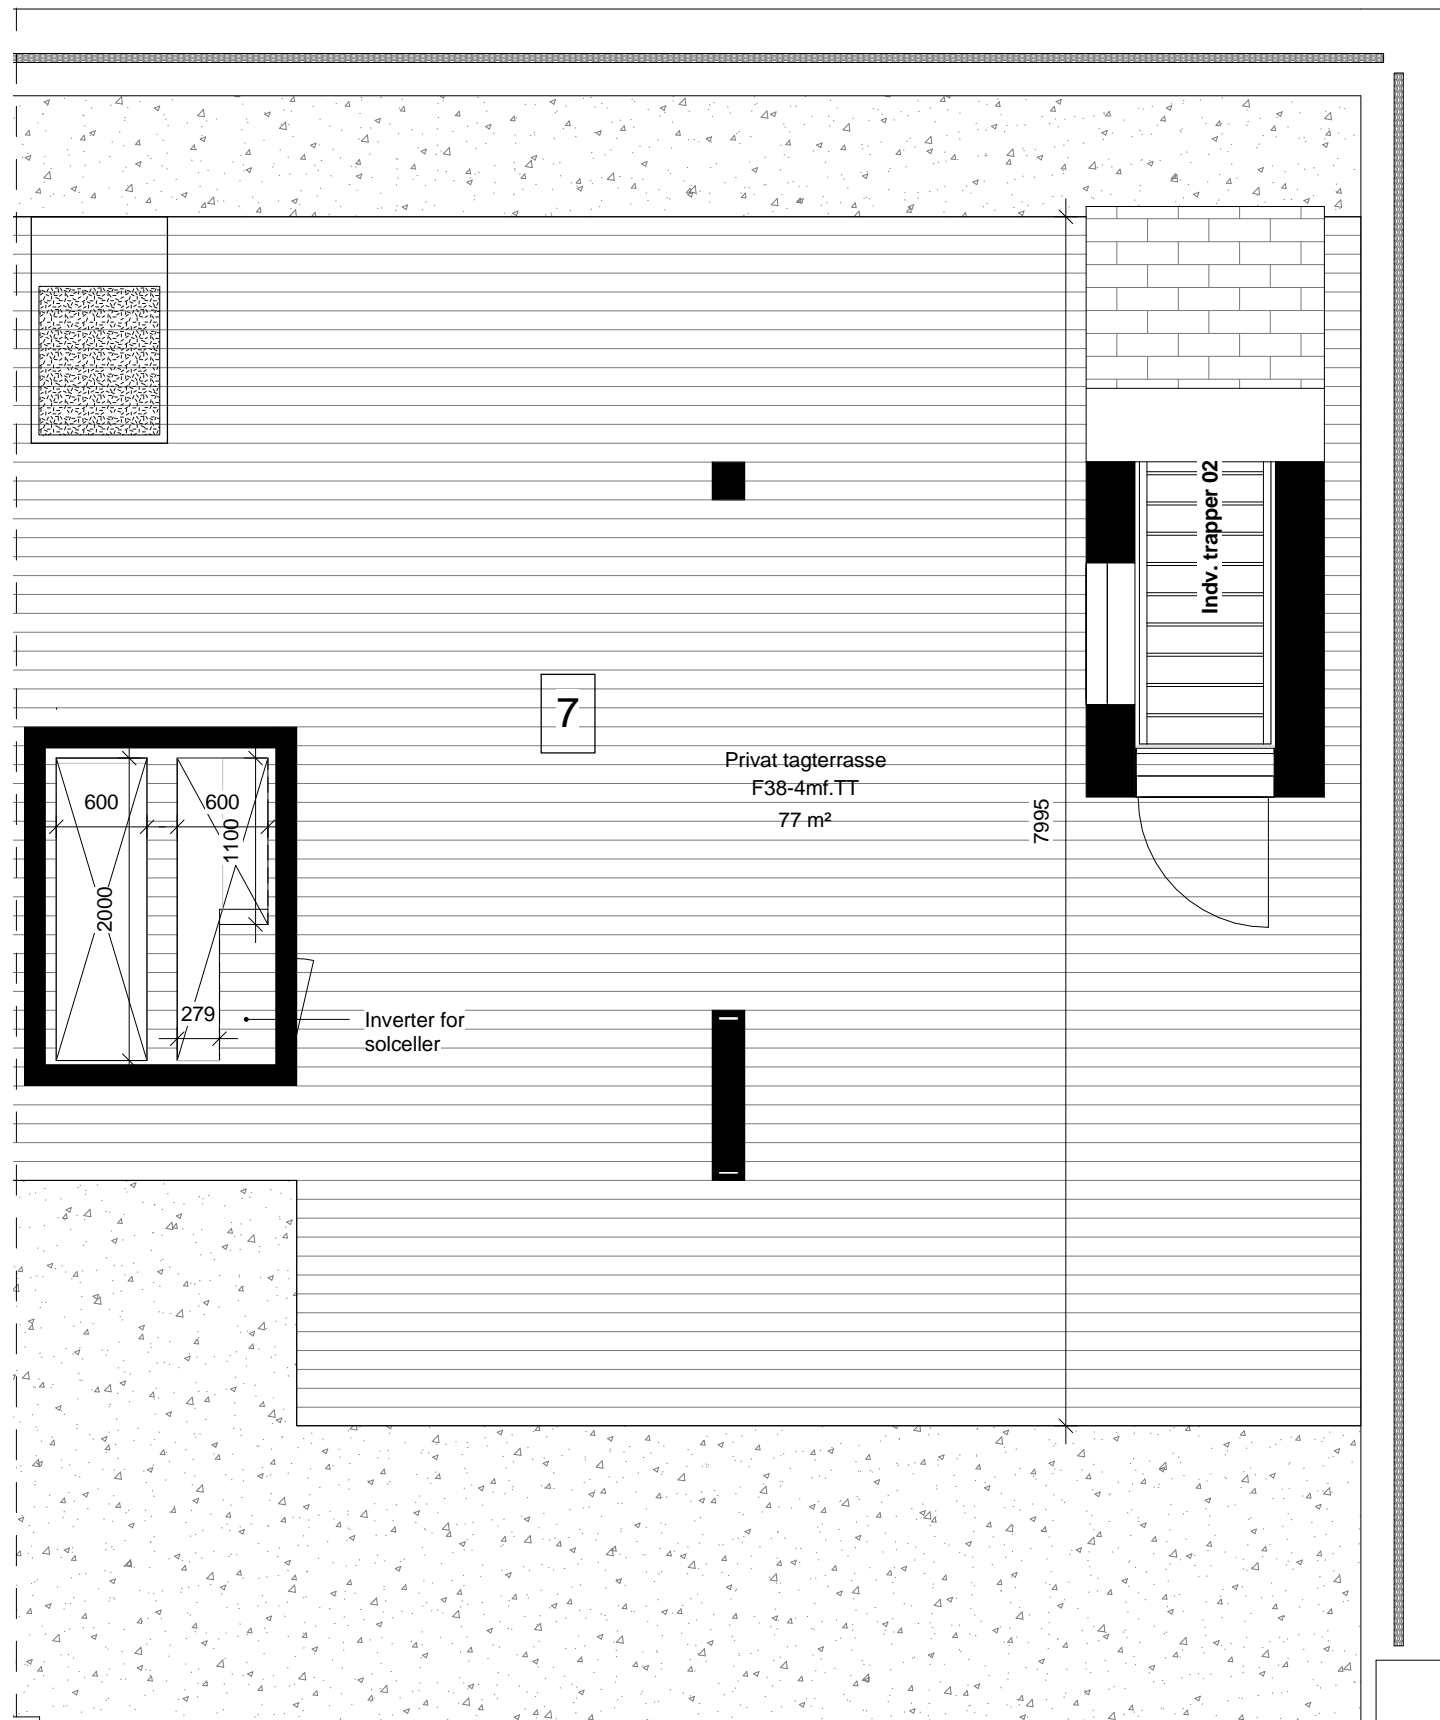 Indv. trapper 02
7
Privat tagterrasse
F38-4mf.TT
77 m²
7995
600
600
1100
2000
279
Inverter for
solceller